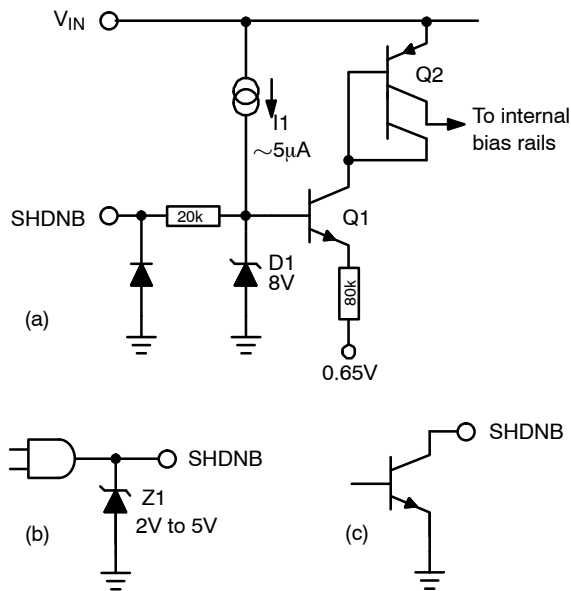 V_IN
Q2
I1
To internal
bias rails
~5µA
SHDNB
20k
Q1
D1
8V
80k
(a)
0.65V
SHDNB
SHDNB
Z1
2V to 5V
(b)
(c)